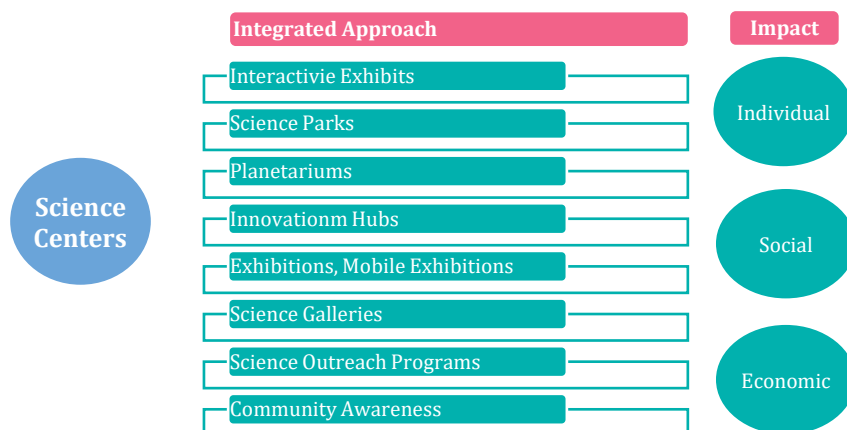 Integrated Approach
Impact
Interactivie Exhibits
Science Parks
Planetariums
Innovationm Hubs
Exhibitions, Mobile Exhibitions
Science Galleries
Science Outreach Programs
Community Awareness
Science
Centers
Individual
Social
Economic